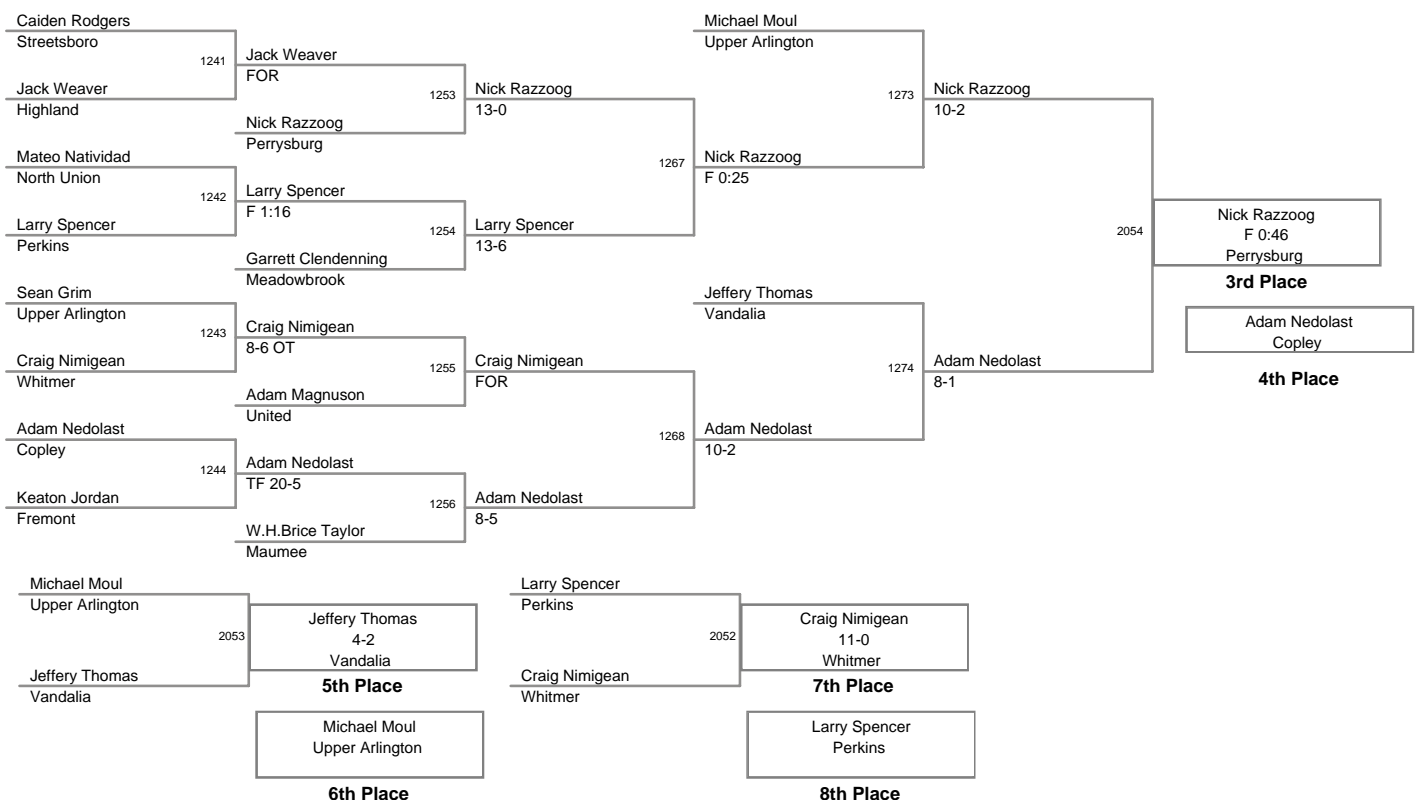 Caiden Rodgers
Streetsboro
1241
Jack Weaver
Highland
Jack Weaver
FOR
1253
Nick Razzoog
Perrysburg
Nick Razzoog
13-0
Mateo Natividad
North Union
1242
Larry Spencer
Perkins
Larry Spencer
F 1:16
1254
Garrett Clendenning
Meadowbrook
Larry Spencer
13-6
1267
Nick Razzoog
F 0:25
Michael Moul
Upper Arlington
1273
Nick Razzoog
10-2
Sean Grim
Upper Arlington
1243
Craig Nimigean
Whitmer
Craig Nimigean
8-6 OT
1255
Adam Magnuson
United
Craig Nimigean
FOR
Adam Nedolast
Copley
1244
Keaton Jordan
Fremont
Adam Nedolast
TF 20-5
1256
W.H.Brice Taylor
Maumee
Adam Nedolast
8-5
1268
Adam Nedolast
10-2
Jeffery Thomas
Vandalia
1274
Adam Nedolast
8-1
2054
Nick Razzoog
F 0:46
Perrysburg
3rd Place
Adam Nedolast
Copley
4th Place
Michael Moul
Upper Arlington
2053
Jeffery Thomas
Vandalia
Jeffery Thomas
4-2
Vandalia
5th Place
Michael Moul
Upper Arlington
6th Place
Larry Spencer
Perkins
2052
Craig Nimigean
Whitmer
Craig Nimigean
11-0
Whitmer
7th Place
Larry Spencer
Perkins
8th Place